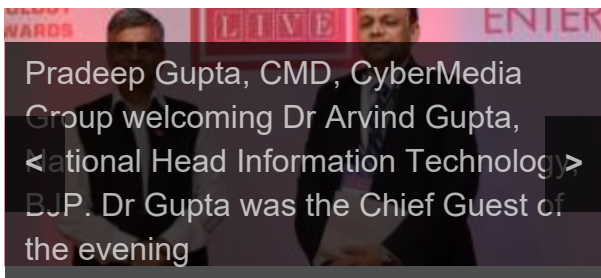 AWARDS
LIVE
ENTER
Pradeep Gupta, CMD, CyberMedia
Group welcoming Dr Arvind Gupta,
< National Head Information Technology, >
BJP. Dr Gupta was the Chief Guest of
the evening